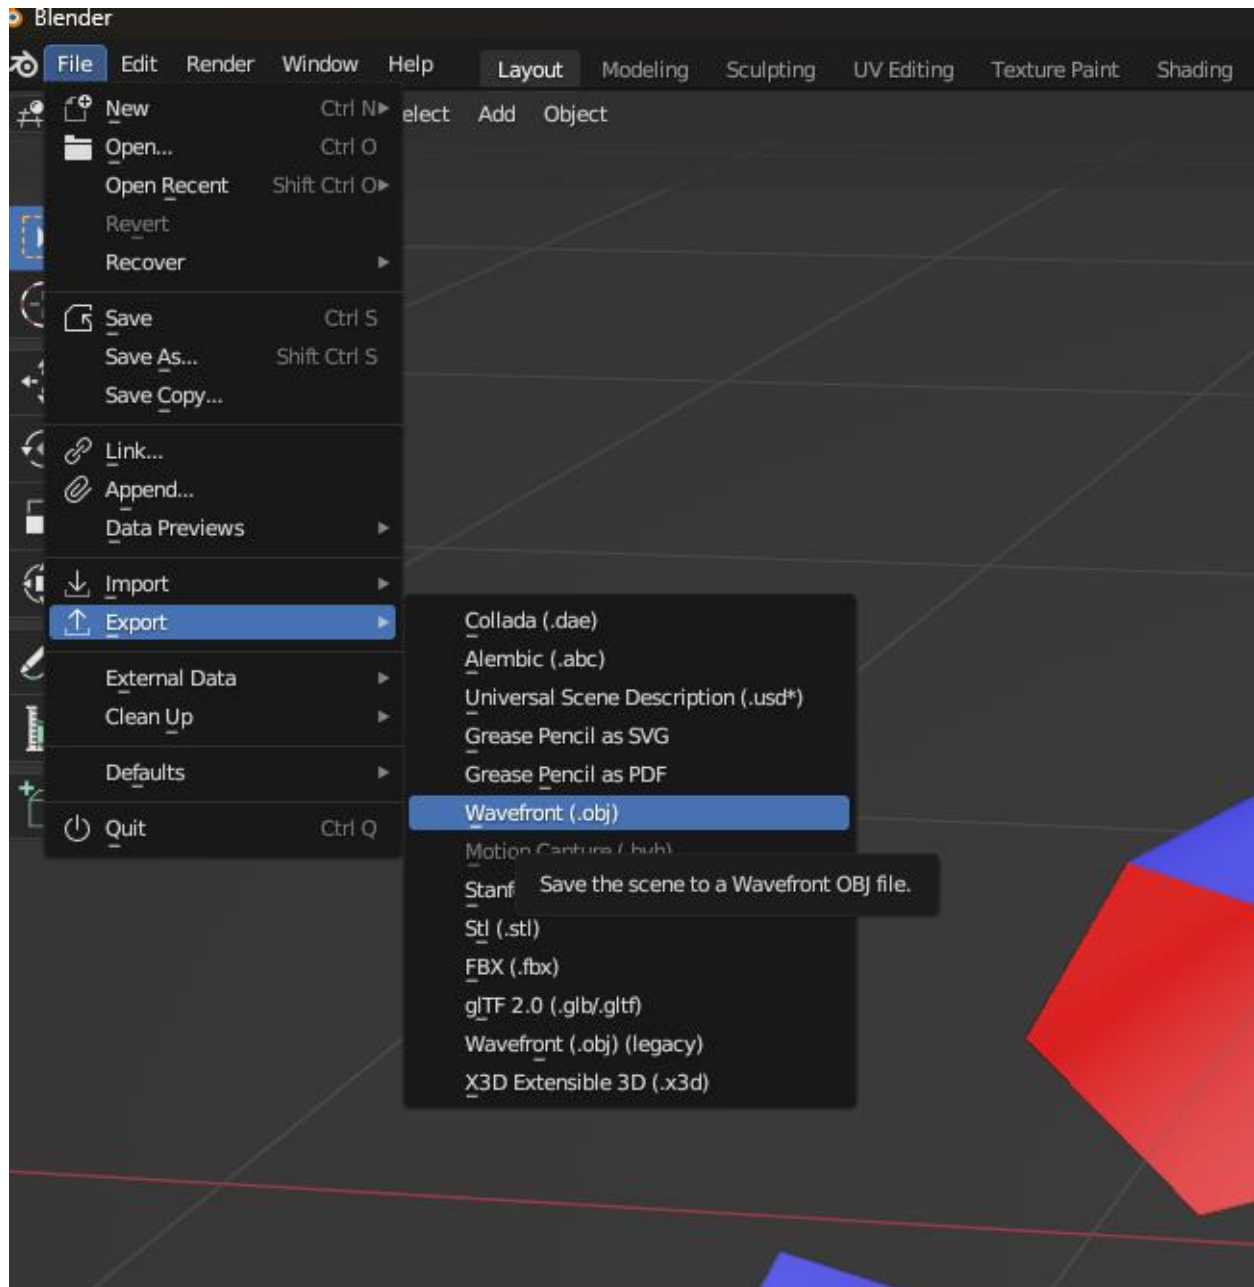 Blender
File Edit Render Window Help Layout Modeling Sculpting UV Editing Texture Paint Shading
elect Add Object
New Ctrl N
Open... Ctrl O
Open Recent Shift Ctrl O
Revert
Recover
Save Ctrl S
Save As... Shift Ctrl S
Save Copy...
Link...
Append...
Data Previews
Import
Export
External Data
Clean Up
Defaults
Quit Ctrl Q
Collada (.dae)
Alembic (.abc)
Universal Scene Description (.usd*)
Grease Pencil as SVG
Grease Pencil as PDF
Wavefront (.obj)
Motion Capture (.bvh)
Stanf
Save the scene to a Wavefront OBJ file.
Stl (.stl)
FBX (.fbx)
glTF 2.0 (.glb/.gltf)
Wavefront (.obj) (legacy)
X3D Extensible 3D (.x3d)